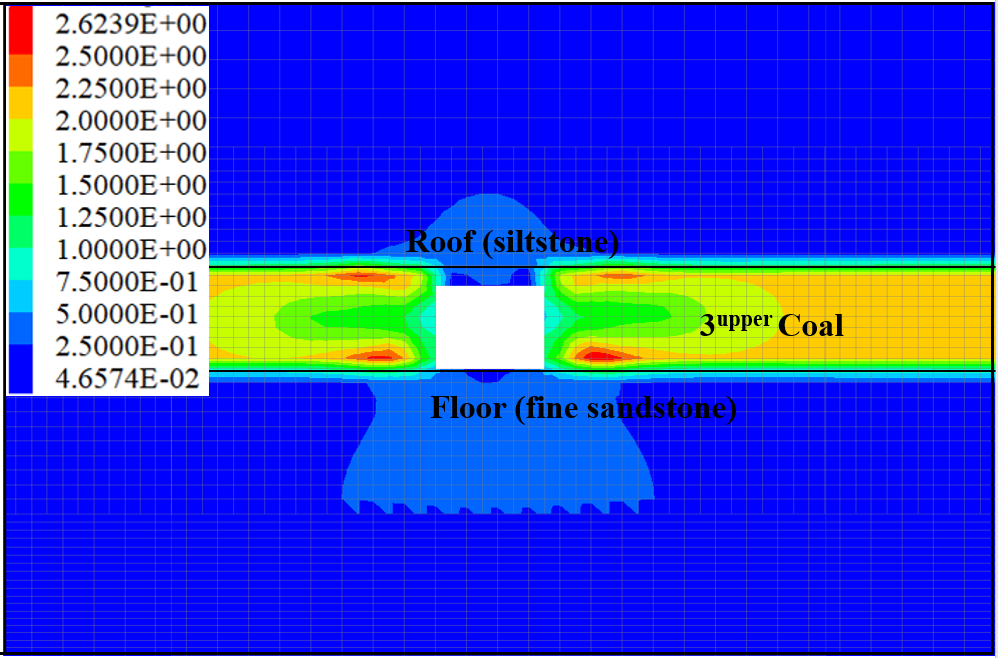 2.6239E+00
2.5000E+00
2.2500E+00
2.0000E+00
1.7500E+00
1.5000E+00
1.2500E+00
1.0000E+00
7.5000E-01
5.0000E-01
2.5000E-01
4.6574E-02
Roof (siltstone)
3upper Coal
Floor (fine sandstone)